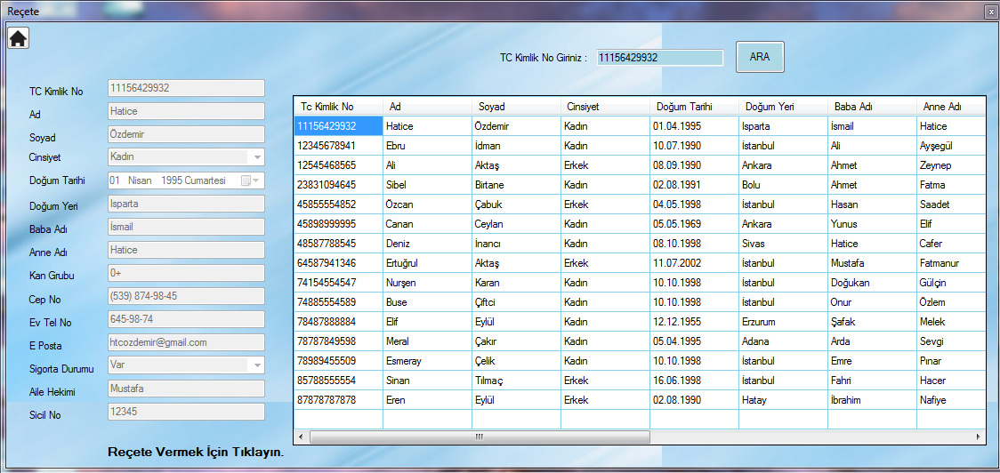 Reçete
TC Kimlik No Giriniz : 11156429932 ARA
TC Kimlik No 11156429932
Ad Hatice
Soyad Özdemir
Cinsiyet Kadın
Doğum Tarihi 01 Nisan 1995 Cumartesi
Doğum Yeri Isparta
Baba Adı İsmail
Anne Adı Hatice
Kan Grubu 0+
Cep No (539) 874-98-45
Ev Tel No 645-98-74
E Posta htcozdemir@gmail.com
Sigorta Durumu Var
Aile Hekimi Mustafa
Sicil No 12345
Reçete Vermek İçin Tıklayın.
Tc Kimlik No Ad Soyad Cinsiyet Doğum Tarihi Doğum Yeri Baba Adı Anne Adı
11156429932 Hatice Özdemir Kadın 01.04.1995 Isparta İsmail Hatice
12345678941 Ebru İdman Kadın 10.07.1990 İstanbul Ali Ayşegül
12545468565 Ali Aktaş Erkek 08.09.1990 Ankara Ahmet Zeynep
23831094645 Sibel Birtane Kadın 02.08.1991 Bolu Ahmet Fatma
45855554852 Özcan Çabuk Erkek 04.05.1998 İstanbul Hasan Saadet
45898999995 Canan Ceylan Kadın 05.05.1969 Ankara Yunus Elif
48587788545 Deniz İnancı Kadın 08.10.1998 Sivas Hatice Cafer
64587941346 Ertuğrul Aktaş Erkek 11.07.2002 İstanbul Mustafa Fatmanur
74154554547 Nurşen Karan Kadın 10.10.1998 İstanbul Doğukan Gülçin
74885554589 Buse Çiftci Kadın 10.10.1998 İstanbul Onur Özlem
78487888884 Elif Eylül Kadın 12.12.1955 Erzurum Şafak Melek
78787849598 Meral Çakır Kadın 05.04.1995 Adana Arda Sevgi
78989455509 Esmeray Çelik Kadın 10.10.1998 İstanbul Emre Pınar
85788555554 Sinan Tılmaç Erkek 16.06.1998 İstanbul Fahri Hacer
87878787878 Eren Eylül Erkek 02.08.1990 Hatay İbrahim Nafiye